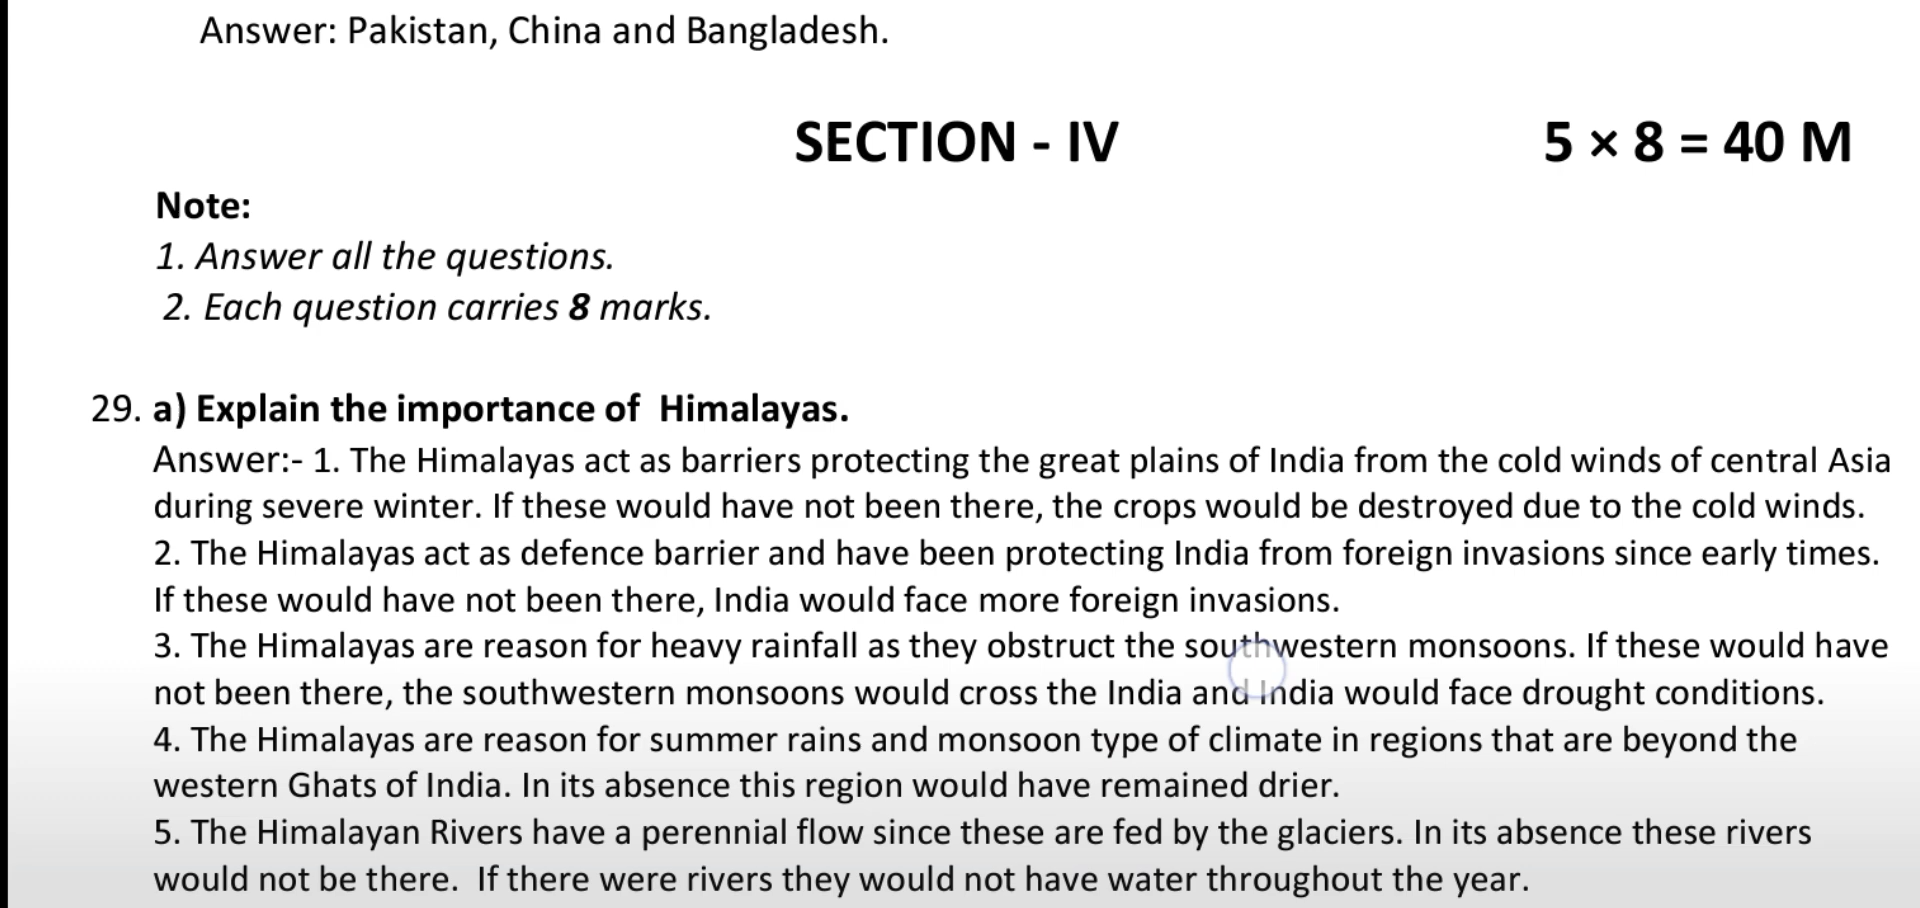 Answer: Pakistan, China and Bangladesh.
SECTION - IV 5 × 8 = 40 M
Note:
1. Answer all the questions.
2. Each question carries 8 marks.
29. a) Explain the importance of Himalayas.
Answer:- 1. The Himalayas act as barriers protecting the great plains of India from the cold winds of central Asia
during severe winter. If these would have not been there, the crops would be destroyed due to the cold winds.
2. The Himalayas act as defence barrier and have been protecting India from foreign invasions since early times.
If these would have not been there, India would face more foreign invasions.
3. The Himalayas are reason for heavy rainfall as they obstruct the southwestern monsoons. If these would have
not been there, the southwestern monsoons would cross the India and India would face drought conditions.
4. The Himalayas are reason for summer rains and monsoon type of climate in regions that are beyond the
western Ghats of India. In its absence this region would have remained drier.
5. The Himalayan Rivers have a perennial flow since these are fed by the glaciers. In its absence these rivers
would not be there. If there were rivers they would not have water throughout the year.